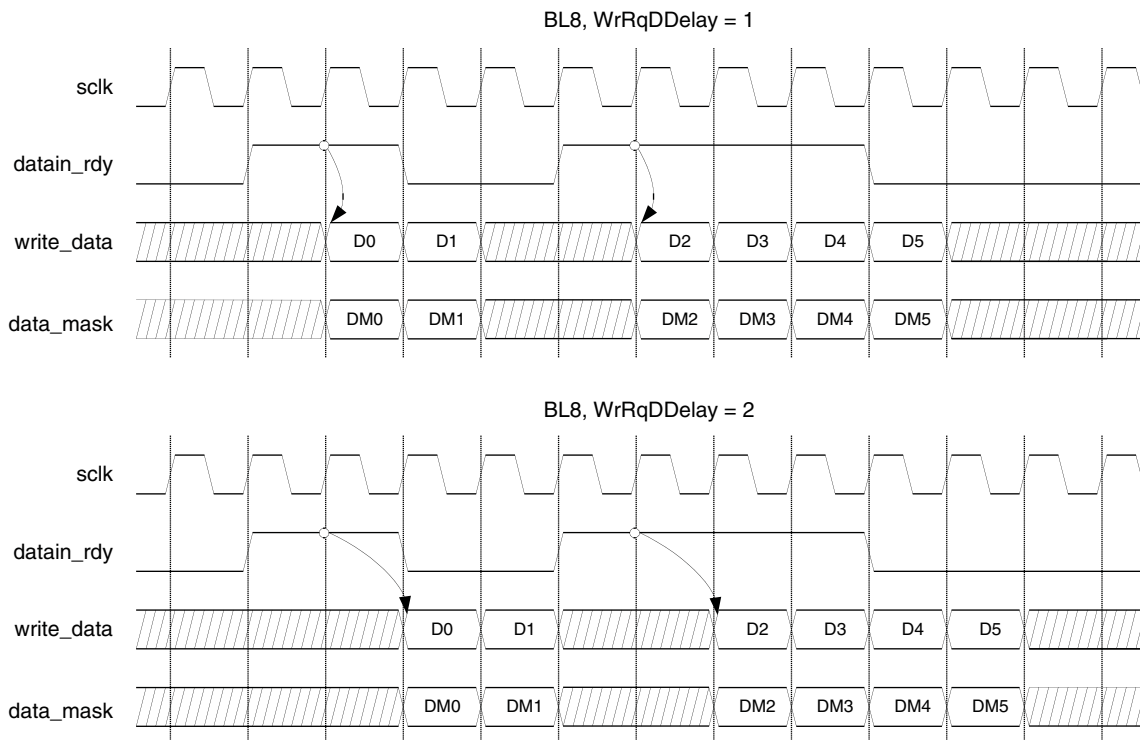 BL8, WrRqDDelay = 1
sclk
datain_rdy
write_data D0 D1 D2 D3 D4 D5
data_mask DM0 DM1 DM2 DM3 DM4 DM5
BL8, WrRqDDelay = 2
sclk
datain_rdy
write_data D0 D1 D2 D3 D4 D5
data_mask DM0 DM1 DM2 DM3 DM4 DM5